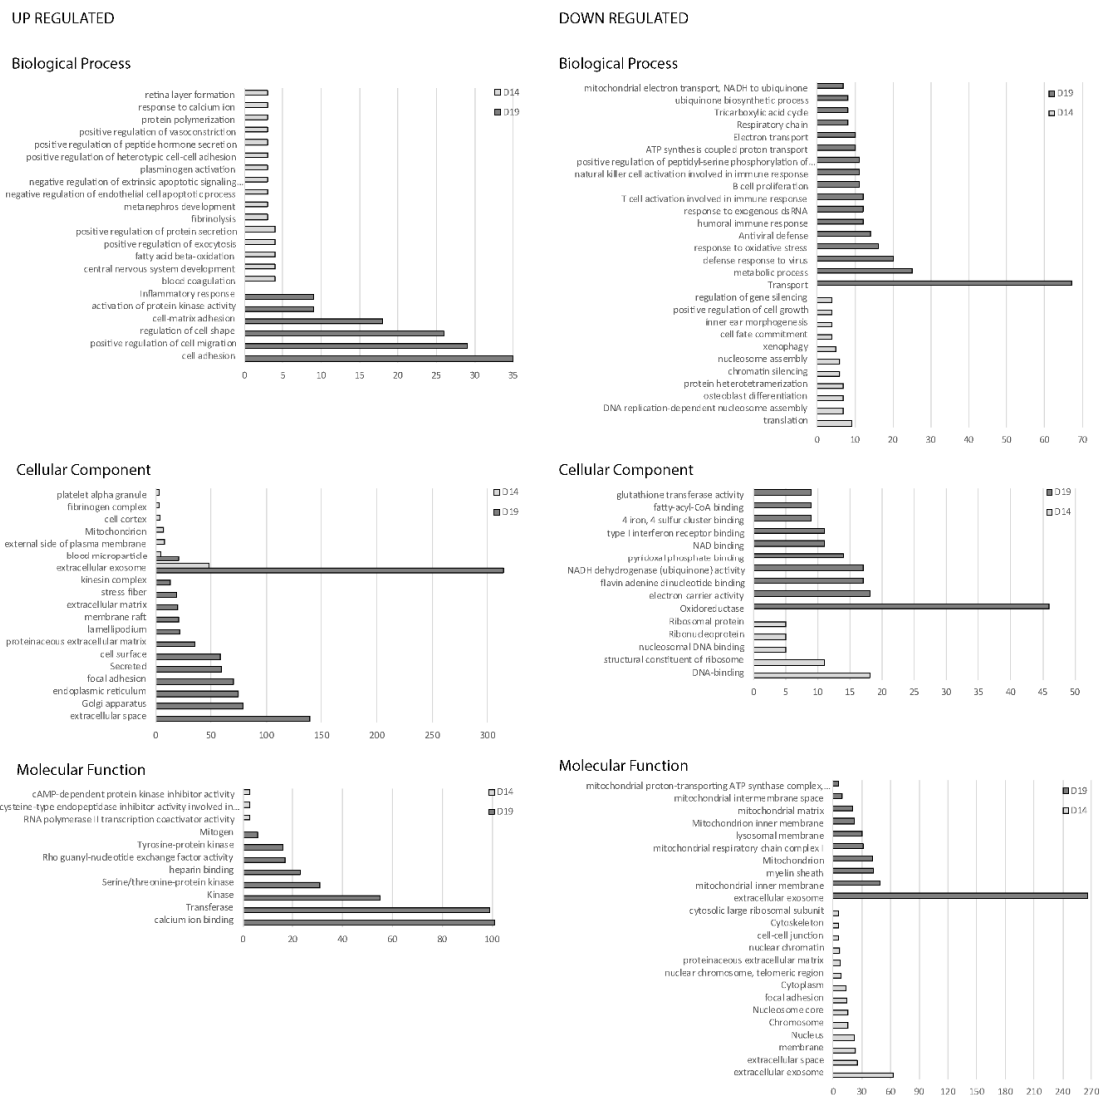 UP REGULATED
Biological Process
D14
D19
retina layer formation
response to calcium ion
protein polymerization
positive regulation of vasoconstriction
positive regulation of peptide hormone secretion
positive regulation of heterotypic cell-cell adhesion
plasminogen activation
negative regulation of extrinsic apoptotic signaling...
negative regulation of endothelial cell apoptotic process
metanephros development
fibrinolysis
positive regulation of protein secretion
positive regulation of exocytosis
fatty acid beta-oxidation
central nervous system development
blood coagulation
Inflammatory response
activation of protein kinase activity
cell-matrix adhesion
regulation of cell shape
positive regulation of cell migration
cell adhesion
0 5 10 15 20 25 30 35
Cellular Component
D14
D19
platelet alpha granule
fibrinogen complex
cell cortex
Mitochondrion
external side of plasma membrane
blood microparticle
extracellular exosome
kinesin complex
stress fiber
extracellular matrix
membrane raft
lamellipodium
proteinaceous extracellular matrix
cell surface
Secreted
focal adhesion
endoplasmic reticulum
Golgi apparatus
extracellular space
0 50 100 150 200 250 300
Molecular Function
D14
D19
cAMP-dependent protein kinase inhibitor activity
cysteine-type endopeptidase inhibitor activity involved in...
RNA polymerase II transcription coactivator activity
Mitogen
Tyrosine-protein kinase
Rho guanyl-nudeotide exchange factor activity
heparin binding
Serine/threonine-protein kinase
Kinase
Transferase
calcium ion binding
0 20 40 60 80 100
DOWN REGULATED
Biological Process
D19
D14
mitochondrial electron transport, NADH to ubiquinone
ubiquinone biosynthetic process
Tricarboxylic acid cycle
Respiratory chain
Electron transport
ATP synthesis coupled proton transport
positive regulation of peptidyl-serine phosphorylation of...
natural killer cell activation involved in immune response
B cell proliferation
T cell activation involved in immune response
response to exogenous dsRNA
humoral immune response
Antiviral defense
response to oxidative stress
defense response to virus
metabolic process
Transport
regulation of gene silencing
positive regulation of cell growth
inner ear morphogenesis
cell fate commitment
xenophagy
nucleosome assembly
chromatin silencing
protein heterotetramerization
osteoblast differentiation
DNA replication-dependent nucleosome assembly
translation
0 10 20 30 40 50 60 70
Cellular Component
D19
D14
glutathione transferase activity
fatty-acyl-CoA binding
4 iron, 4 sulfur cluster binding
type I interferon receptor binding
NAD binding
pyridoxal phosphate binding
NADH dehydrogenase (ubiquinone) activity
flavin adenine dinucleotide binding
electron carrier activity
Oxidoreductase
Ribosomal protein
Ribonucleoprotein
nucleosomal DNA binding
structural constituent of ribosome
DNA-binding
0 5 10 15 20 25 30 35 40 45 50
Molecular Function
D19
D14
mitochondrial proton-transporting ATP synthase complex,...
mitochondrial intermembrane space
mitochondrial matrix
Mitochondrion inner membrane
lysosomal membrane
mitochondrial respiratory chain complex I
Mitochondrion
myelin sheath
mitochondrial inner membrane
extracellular exosome
cytosolic large ribosomal subunit
Cytoskeleton
cell-cell junction
nuclear chromatin
proteinaceous extracellular matrix
nuclear chromosome, telomeric region
Cytoplasm
focal adhesion
Nucleosome core
Chromosome
Nucleus
membrane
extracellular space
extracellular exosome
0 30 60 90 120 150 180 210 240 270